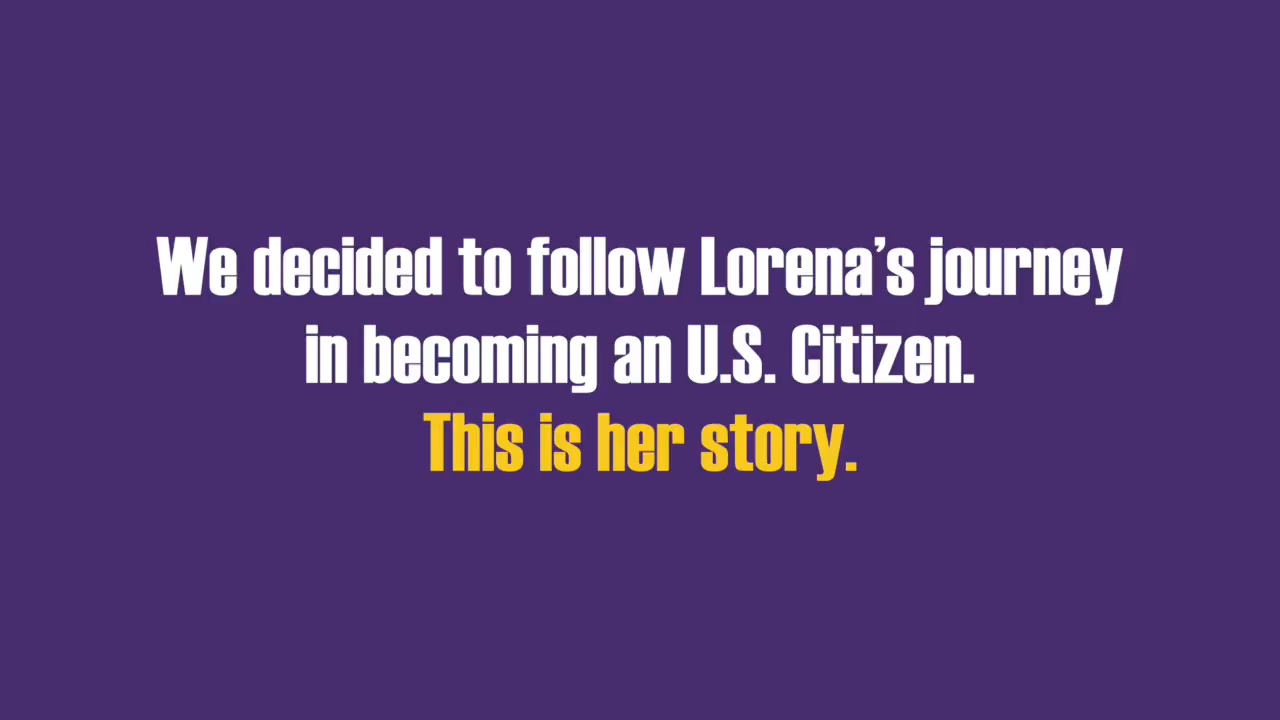 We decided to follow Lorena’s journey
in becoming an U.S. Citizen.
This is her story.